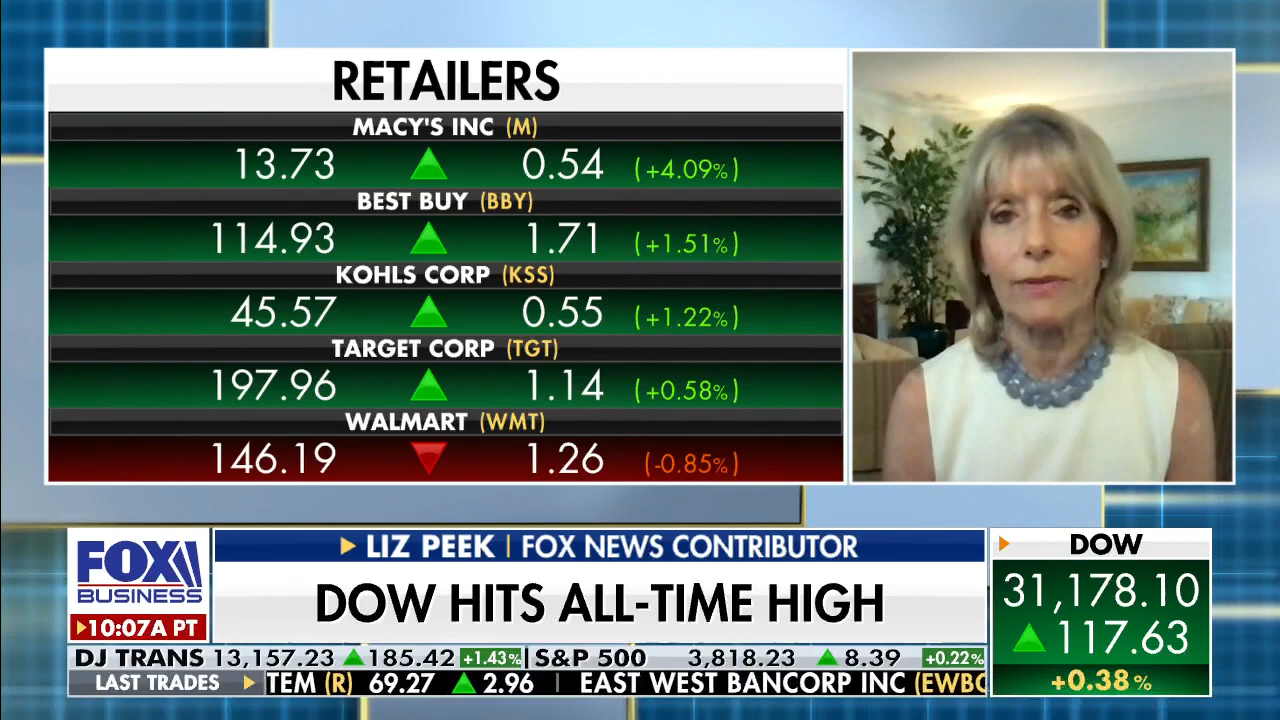 RETAILERS
MACY'S INC (M)
13.73 ▲ 0.54 (+4.09%)
BEST BUY (BBY)
114.93 ▲ 1.71 (+1.51%)
KOHLS CORP (KSS)
45.57 ▲ 0.55 (+1.22%)
TARGET CORP (TGT)
197.96 ▲ 1.14 (+0.58%)
WALMART (WMT)
146.19 ▼ 1.26 (-0.85%)
FOX
BUSINESS
10:07A PT
LIZ PEEK | FOX NEWS CONTRIBUTOR
DOW HITS ALL-TIME HIGH
DOW
31,178.10
▲ 117.63
+0.38%
DJ TRANS 13,157.23 ▲ 185.42 +1.43% | S&P 500 3,818.23 ▲ 8.39 +0.22%
LAST TRADES TEM (R) 69.27 ▲ 2.96 | EAST WEST BANCORP INC (EWBC